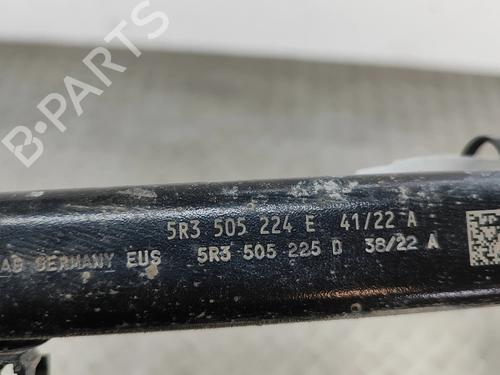 B-PARTS
5R3 505 224 E 41/22 A
AG GERMANY EUS 5R3 505 225 D 38/22 A